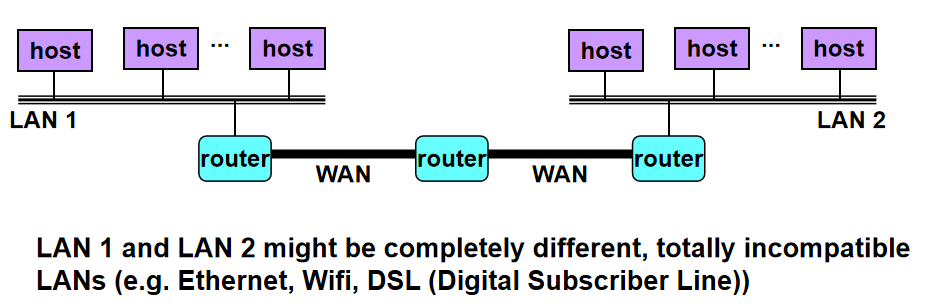 host host ... host
host host ... host
LAN 1
LAN 2
router router router
WAN WAN
LAN 1 and LAN 2 might be completely different, totally incompatible
LANs (e.g. Ethernet, Wifi, DSL (Digital Subscriber Line))